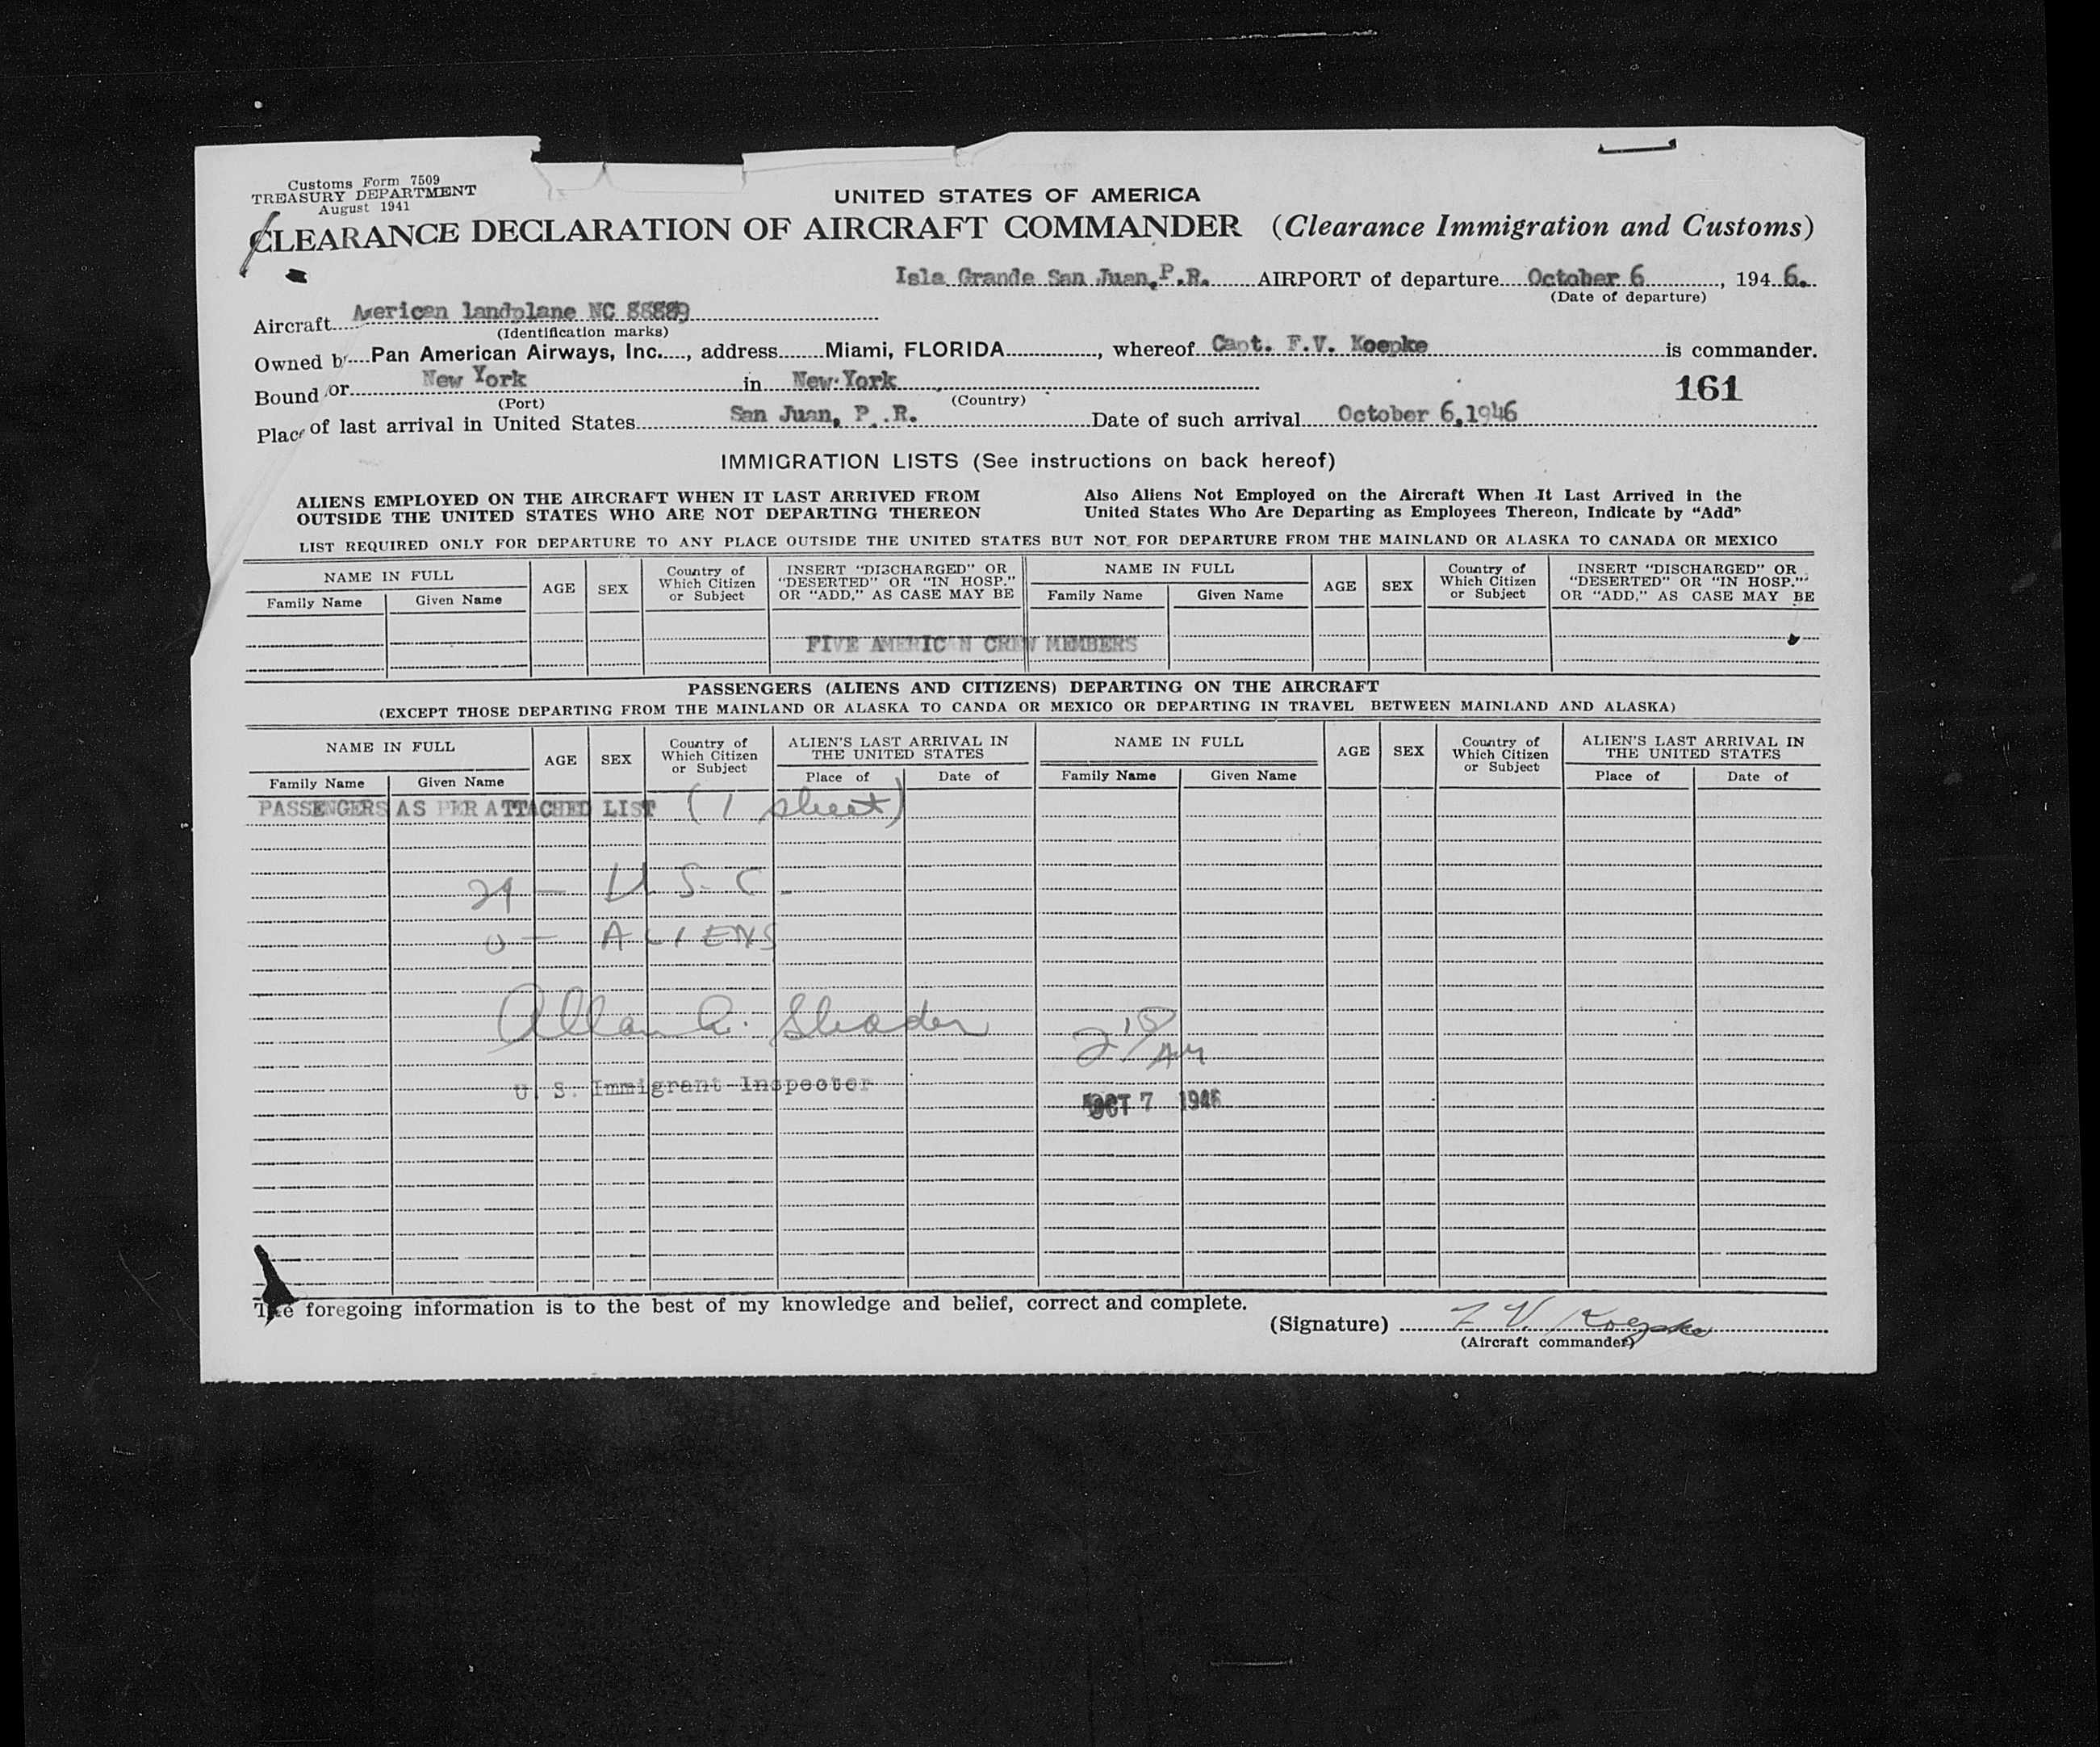 Customs Form 7509
TREASURY DEPARTMENT
August 1941
UNITED STATES OF AMERICA
CLEARANCE DECLARATION OF AIRCRAFT COMMANDER (Clearance Immigration and Customs)
Isla Grande San Juan, P.R. AIRPORT of departure October 6, 1946.
(Date of departure)
Aircraft American landplane NC 88889
(Identification marks)
Owned by Pan American Airways, Inc., address Miami, FLORIDA, whereof Capt. F.V. Koepke is commander.
Bound for New York in New York
(Port) (Country)
161
Place of last arrival in United States San Juan, P.R. Date of such arrival October 6, 1946
IMMIGRATION LISTS (See instructions on back hereof)
ALIENS EMPLOYED ON THE AIRCRAFT WHEN IT LAST ARRIVED FROM
OUTSIDE THE UNITED STATES WHO ARE NOT DEPARTING THEREON
Also Aliens Not Employed on the Aircraft When It Last Arrived in the
United States Who Are Departing as Employees Thereon, Indicate by "Add"
LIST REQUIRED ONLY FOR DEPARTURE TO ANY PLACE OUTSIDE THE UNITED STATES BUT NOT FOR DEPARTURE FROM THE MAINLAND OR ALASKA TO CANADA OR MEXICO
NAME IN FULL
Family Name Given Name
AGE
SEX
Country of
Which Citizen
or Subject
INSERT "DISCHARGED" OR
"DESERTED" OR "IN HOSP."
OR "ADD," AS CASE MAY BE
NAME IN FULL
Family Name Given Name
AGE
SEX
Country of
Which Citizen
or Subject
INSERT "DISCHARGED" OR
"DESERTED" OR "IN HOSP."
OR "ADD," AS CASE MAY BE
FIVE AMERICAN CREW MEMBERS
PASSENGERS (ALIENS AND CITIZENS) DEPARTING ON THE AIRCRAFT
(EXCEPT THOSE DEPARTING FROM THE MAINLAND OR ALASKA TO CANDA OR MEXICO OR DEPARTING IN TRAVEL BETWEEN MAINLAND AND ALASKA)
NAME IN FULL
Family Name Given Name
AGE
SEX
Country of
Which Citizen
or Subject
ALIEN'S LAST ARRIVAL IN
THE UNITED STATES
Place of Date of
NAME IN FULL
Family Name Given Name
AGE
SEX
Country of
Which Citizen
or Subject
ALIEN'S LAST ARRIVAL IN
THE UNITED STATES
Place of Date of
PASSENGERS AS PER ATTACHED LIST (1 sheet)
29 — U.S.C.
0 — ALIENS
Allan
U. S. Immigrant Inspector
AM
OCT 7 1946
The foregoing information is to the best of my knowledge and belief, correct and complete.
(Signature) F V. Koepke
(Aircraft commander)